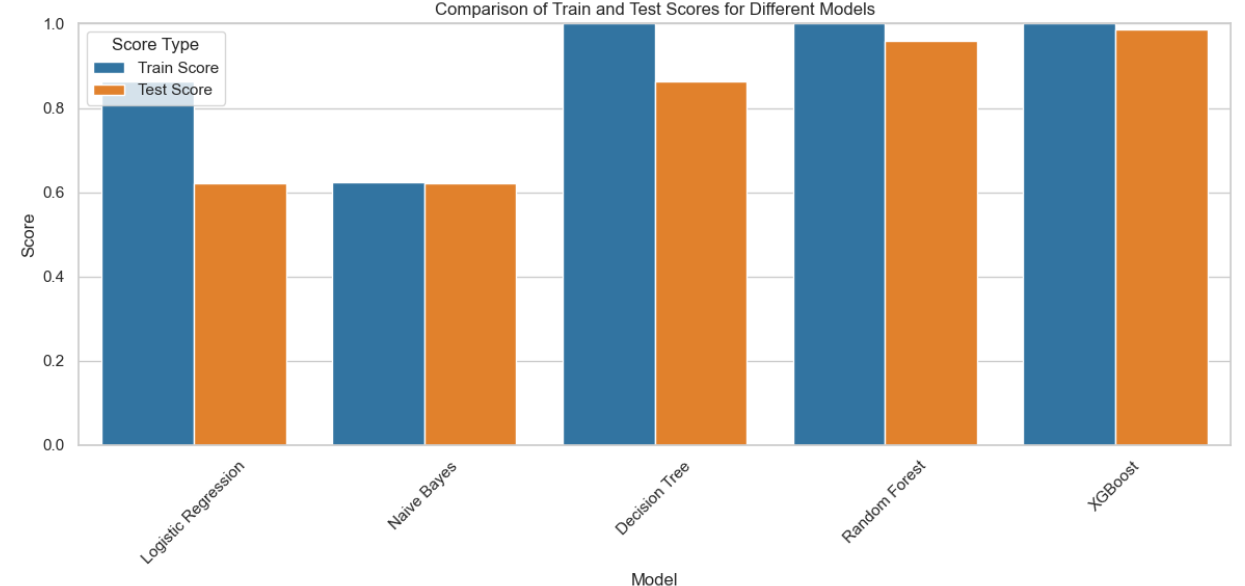 Comparison of Train and Test Scores for Different Models
1.0
0.8
0.6
0.4
0.2
0.0
Score
Score Type
Train Score
Test Score
Logistic Regression
Naive Bayes
Decision Tree
Random Forest
XGBoost
Model